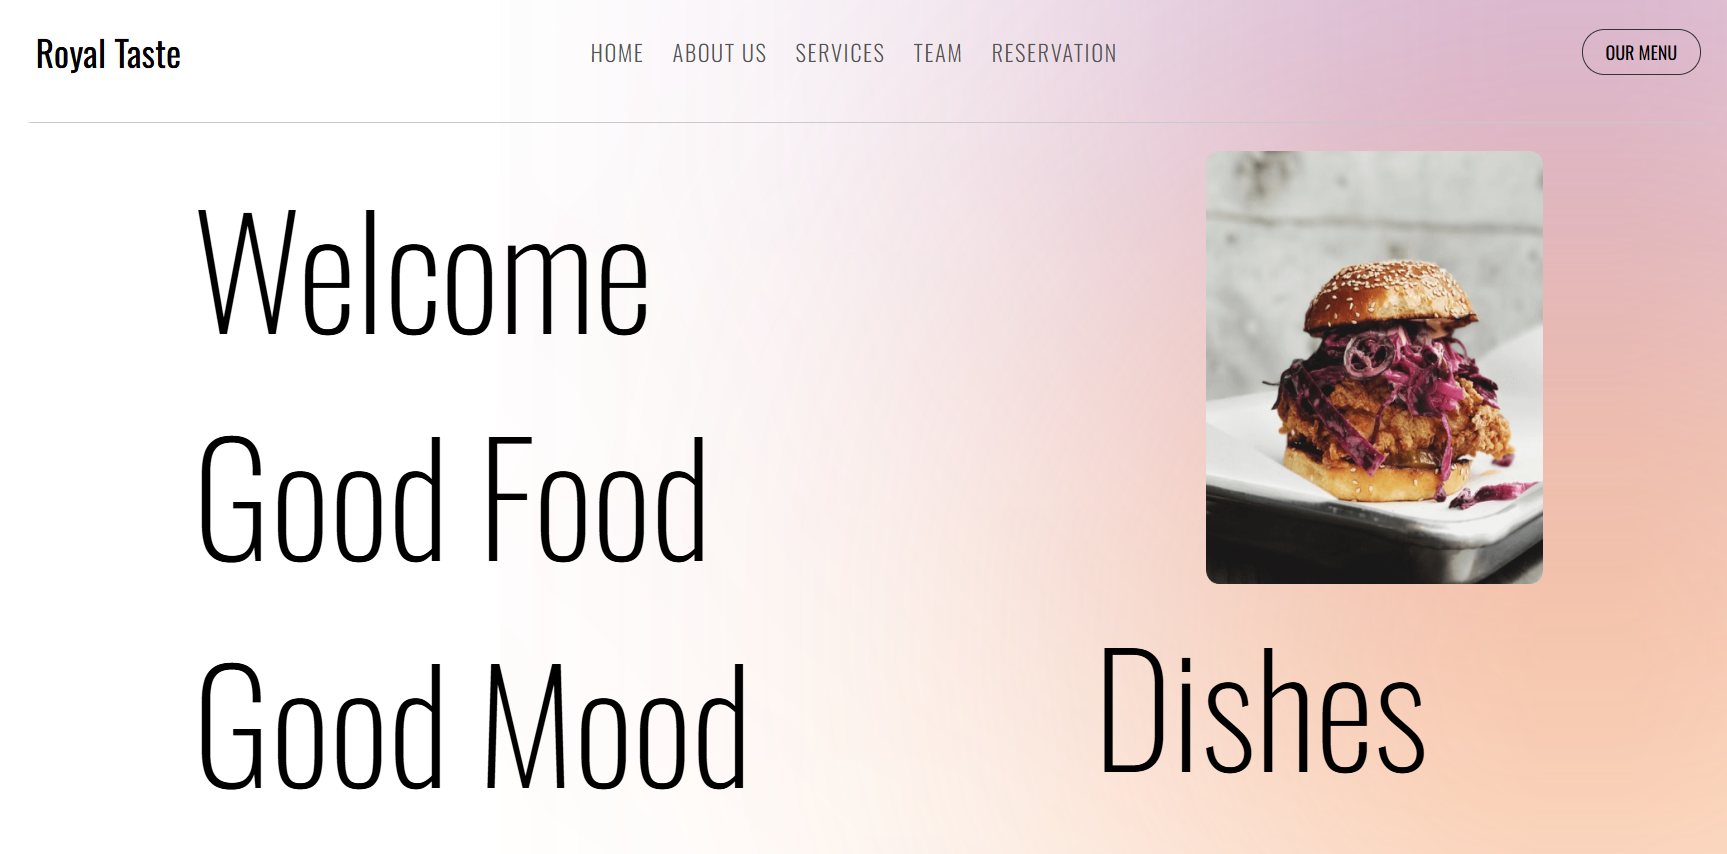 Royal Taste
HOME ABOUT US SERVICES TEAM RESERVATION
OUR MENU
Welcome
Good Food
Good Mood
Dishes